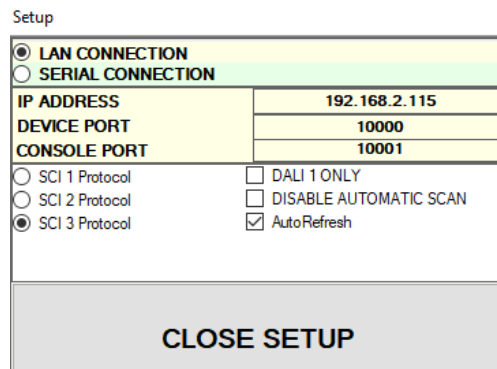 Setup
LAN CONNECTION
SERIAL CONNECTION
IP ADDRESS 192.168.2.115
DEVICE PORT 10000
CONSOLE PORT 10001
SCI 1 Protocol DALI 1 ONLY
SCI 2 Protocol DISABLE AUTOMATIC SCAN
SCI 3 Protocol AutoRefresh
CLOSE SETUP